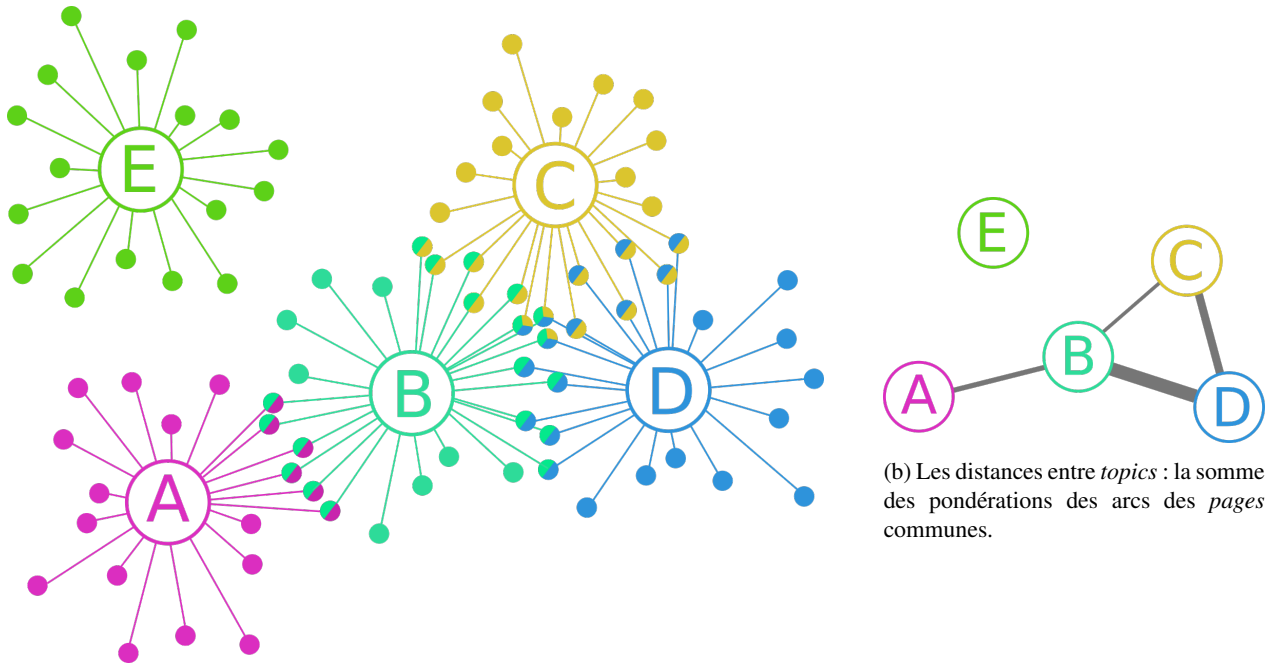 E
C
B
D
A
E
C
B
A
D
(b) Les distances entre topics : la somme
des pondérations des arcs des pages
communes.